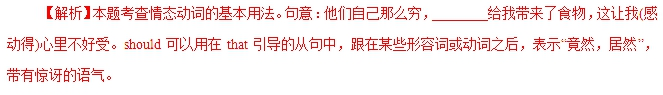 【解析】本题考查情态动词的基本用法。句意：他们自己那么穷，________给我带来了食物，这让我(感
动得)心里不好受。should 可以用在 that 引导的从句中，跟在某些形容词或动词之后，表示“竟然，居然”，
带有惊讶的语气。